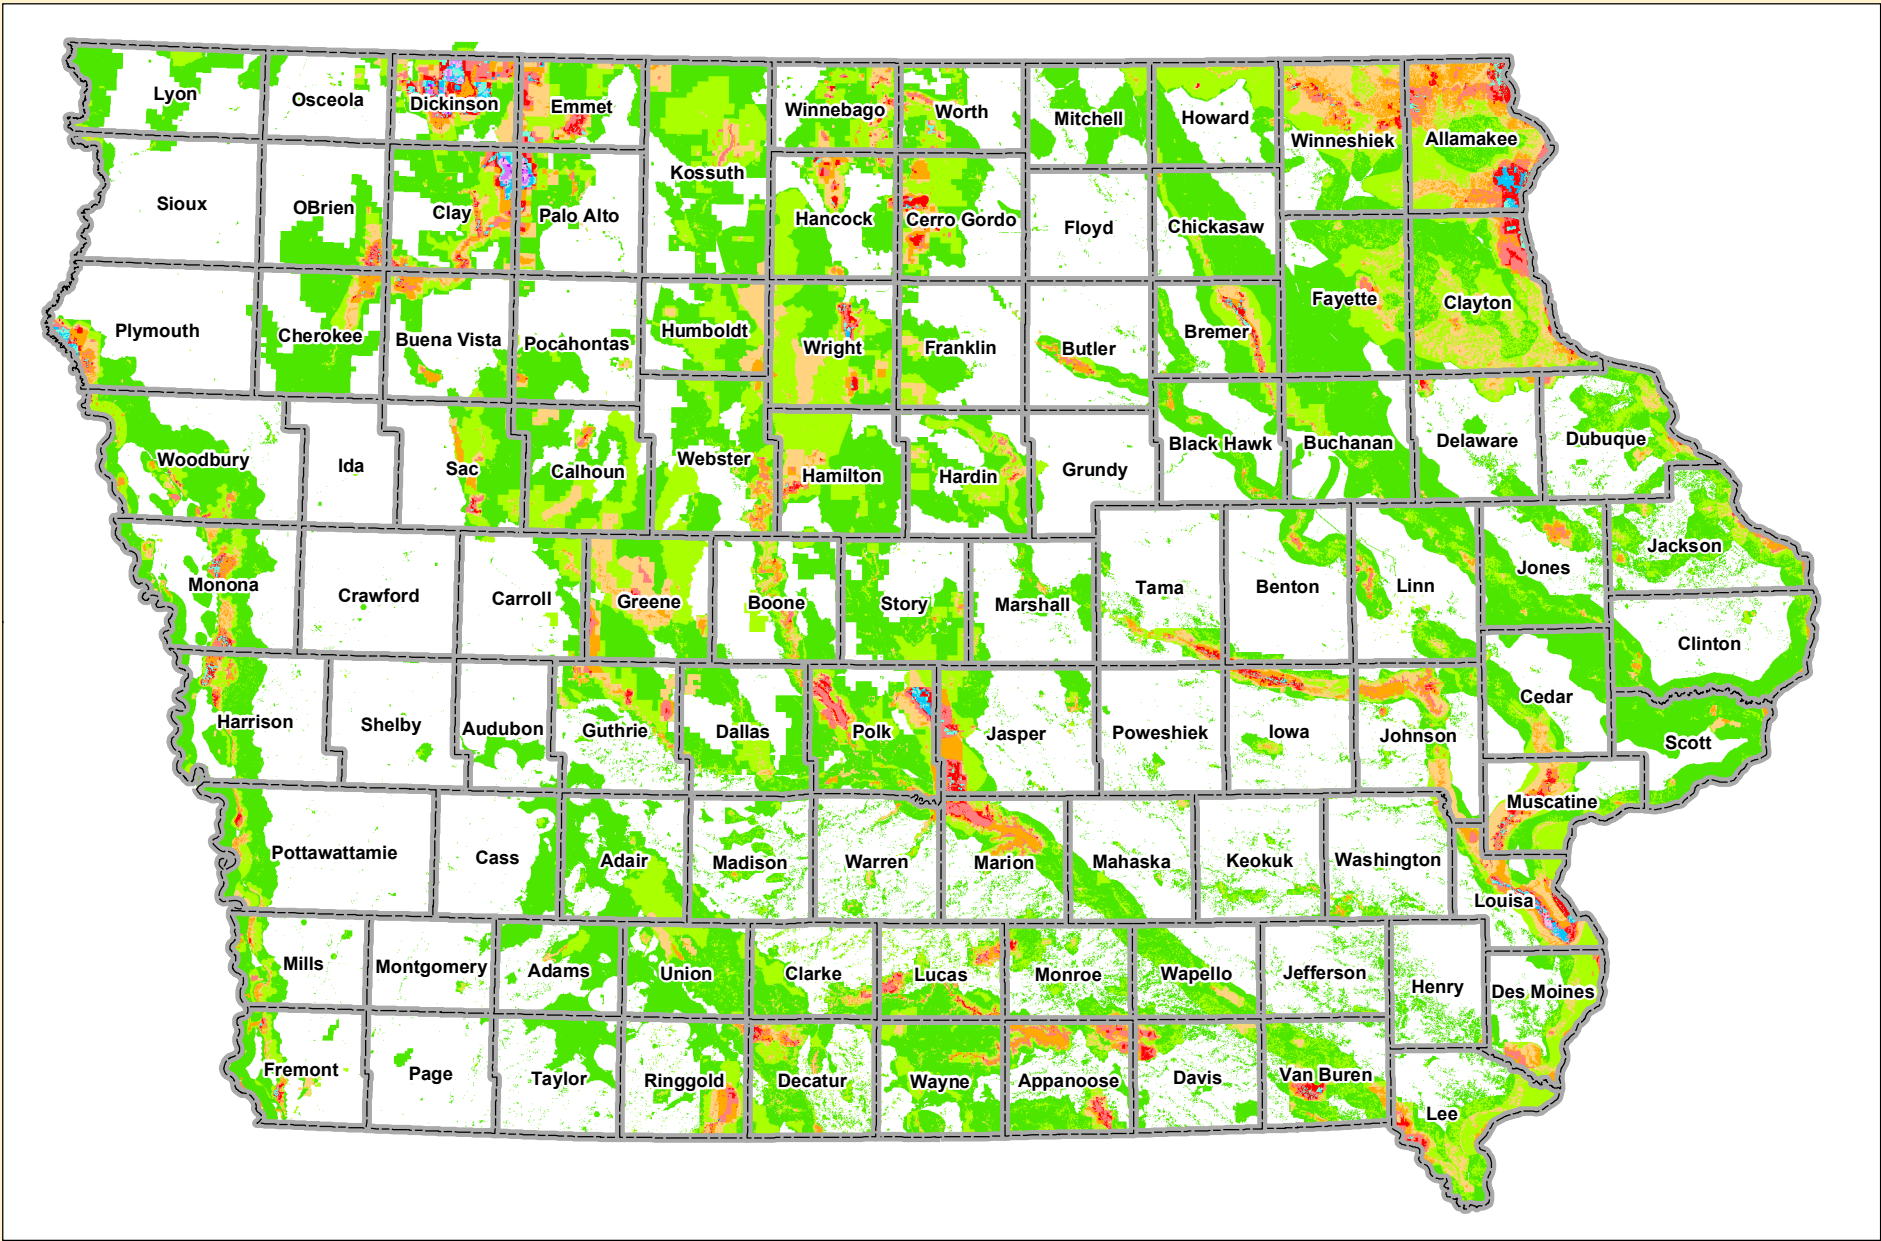 Lyon
Osceola
Dickinson
Emmet
Winnebago
Worth
Mitchell
Howard
Winneshiek
Allamakee
Kossuth
Sioux
OBrien
Clay
Palo Alto
Hancock
Cerro Gordo
Floyd
Chickasaw
Plymouth
Cherokee
Buena Vista
Pocahontas
Humboldt
Wright
Franklin
Butler
Bremer
Fayette
Clayton
Woodbury
Ida
Sac
Calhoun
Webster
Hamilton
Hardin
Grundy
Black Hawk
Buchanan
Delaware
Dubuque
Monona
Crawford
Carroll
Greene
Boone
Story
Marshall
Tama
Benton
Linn
Jones
Jackson
Clinton
Harrison
Shelby
Audubon
Guthrie
Dallas
Polk
Jasper
Poweshiek
Iowa
Johnson
Cedar
Scott
Muscatine
Pottawattamie
Cass
Adair
Madison
Warren
Marion
Mahaska
Keokuk
Washington
Louisa
Mills
Montgomery
Adams
Union
Clarke
Lucas
Monroe
Wapello
Jefferson
Henry
Des Moines
Fremont
Page
Taylor
Ringgold
Decatur
Wayne
Appanoose
Davis
Van Buren
Lee